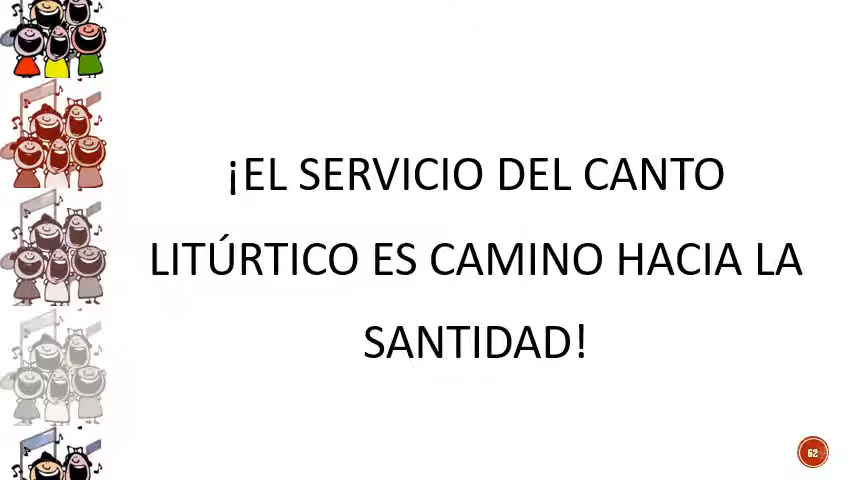 ¡EL SERVICIO DEL CANTO
LITÚRTICO ES CAMINO HACIA LA
SANTIDAD!
62